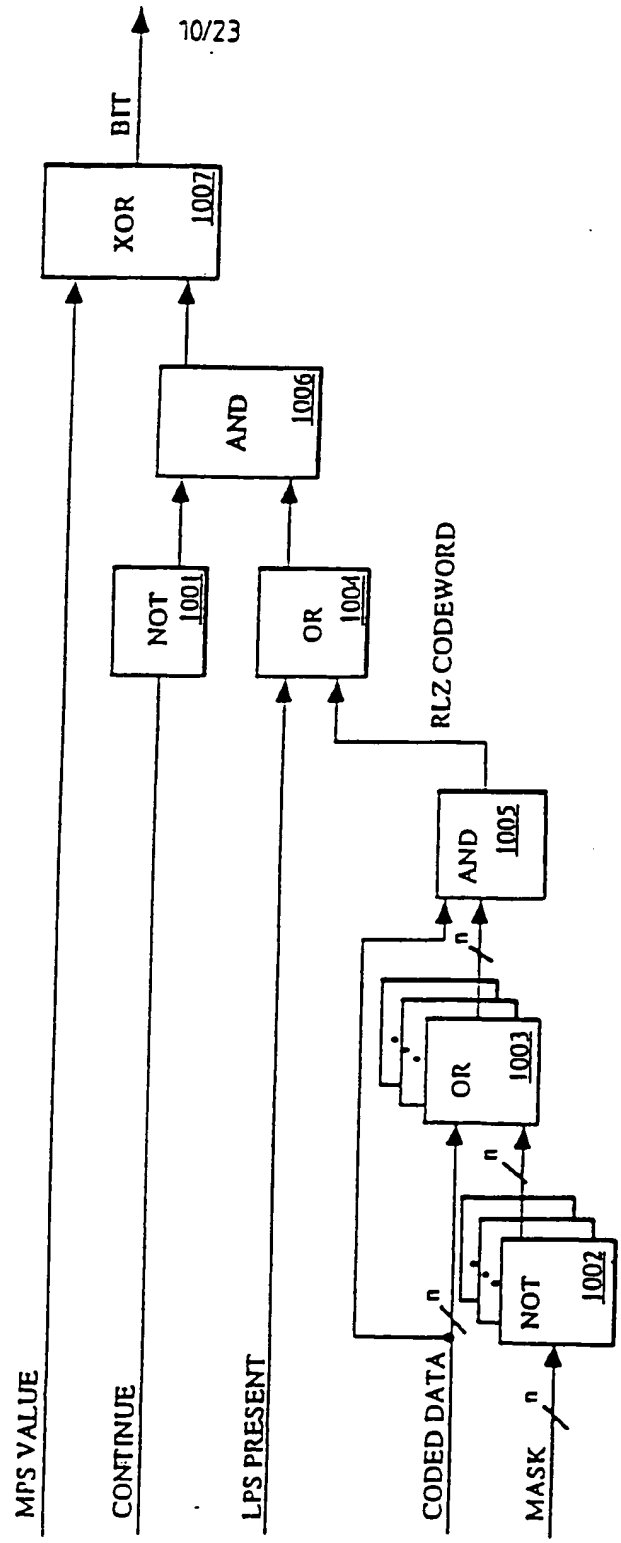 MPS VALUE
CONTINUE
LPS PRESENT
CODED DATA
n
MASK
n
NOT
1002
n
OR
1003
n
AND
1005
RLZ CODEWORD
NOT
1001
OR
1004
AND
1006
XOR
1007
BIT
10/23